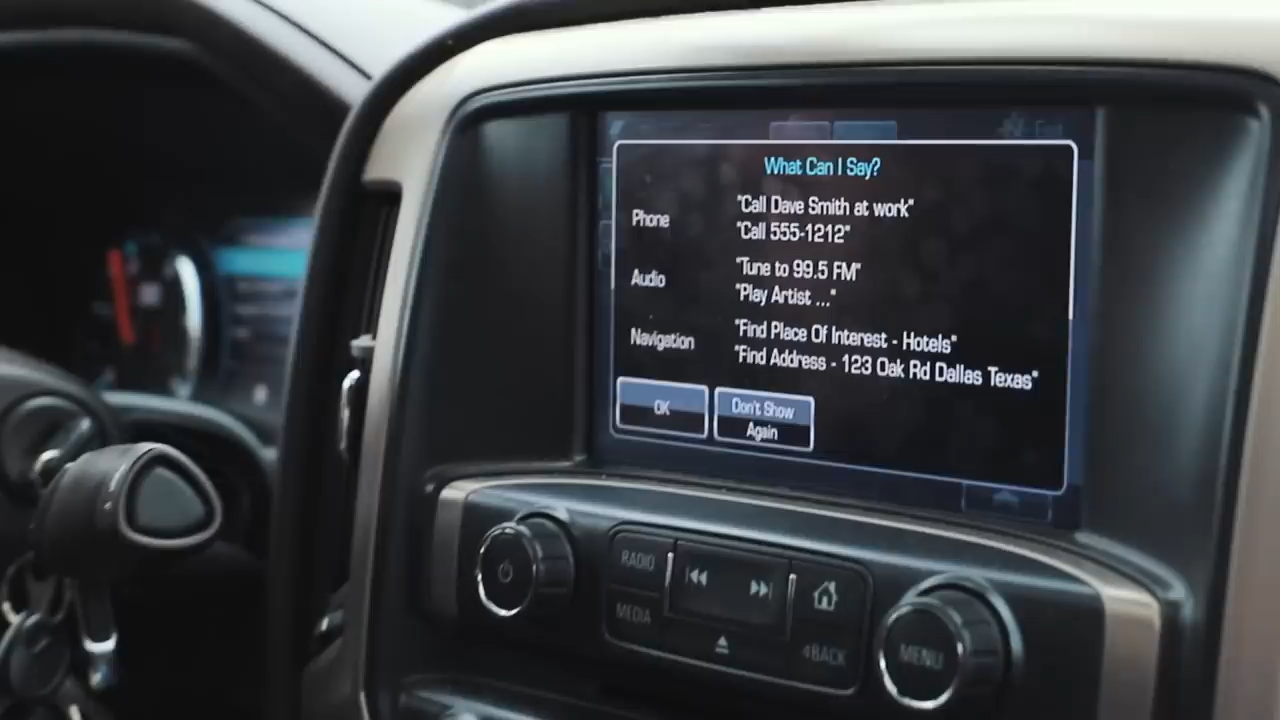 What Can I Say?
Phone
"Call Dave Smith at work"
"Call 555-1212"
Audio
"Tune to 99.5 FM"
"Play Artist ..."
Navigation
"Find Place Of Interest - Hotels"
"Find Address - 123 Oak Rd Dallas Texas"
OK
Don't Show
Again
RADIO
MEDIA
BACK
MENU